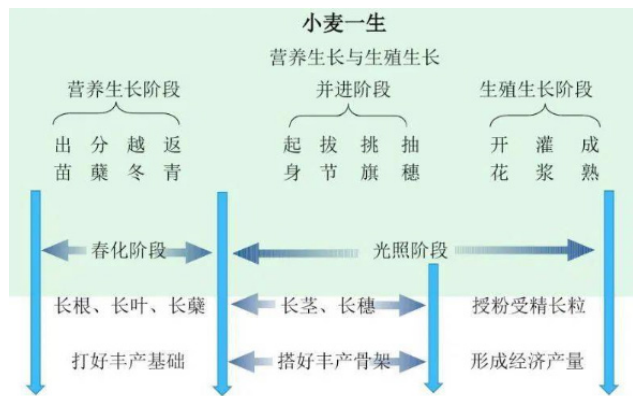 小麦一生
营养生长与生殖生长
营养生长阶段 并进阶段 生殖生长阶段
出苗 分蘖 越冬 返青 起身 拔节 挑旗 抽穗 开花 灌浆 成熟
春化阶段 光照阶段
长根、长叶、长蘖 长茎、长穗 授粉受精长粒
打好丰产基础 搭好丰产骨架 形成经济产量